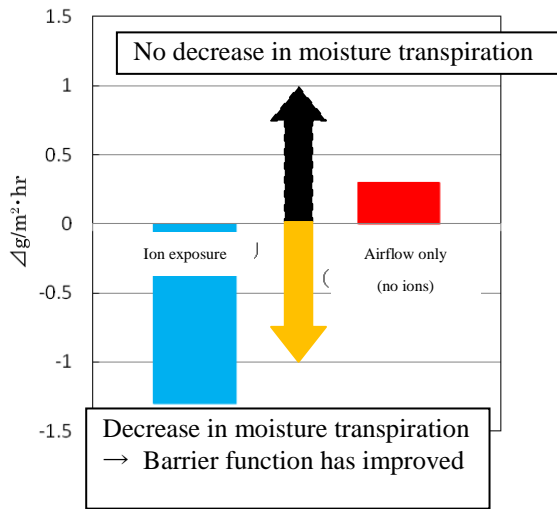 1.5
No decrease in moisture transpiration
1
0.5
0
-0.5
-1
-1.5
⊿g/m²・hr
Ion exposure
)
(
Airflow only
(no ions)
Decrease in moisture transpiration
→ Barrier function has improved